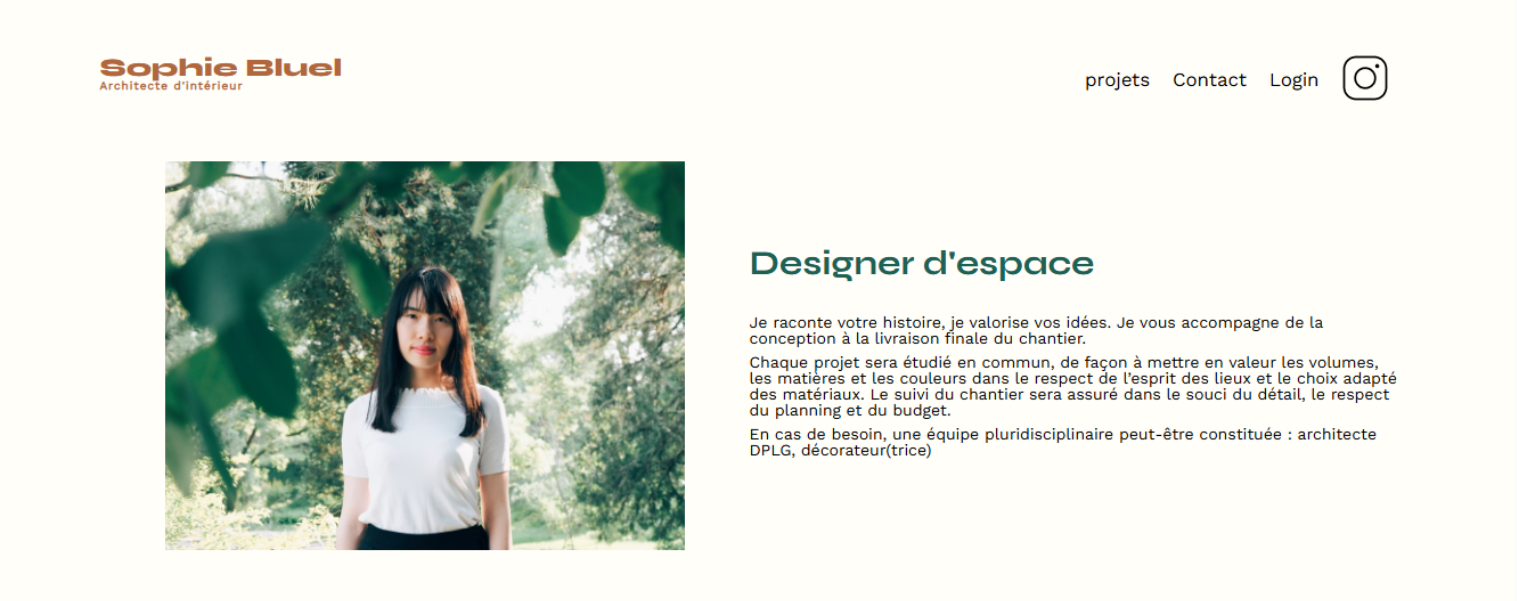 Sophie Bluel
Architecte d'intérieur
projets Contact Login
Designer d'espace
Je raconte votre histoire, je valorise vos idées. Je vous accompagne de la
conception à la livraison finale du chantier.
Chaque projet sera étudié en commun, de façon à mettre en valeur les volumes,
les matières et les couleurs dans le respect de l’esprit des lieux et le choix adapté
des matériaux. Le suivi du chantier sera assuré dans le souci du détail, le respect
du planning et du budget.
En cas de besoin, une équipe pluridisciplinaire peut-être constituée : architecte
DPLG, décorateur(trice)